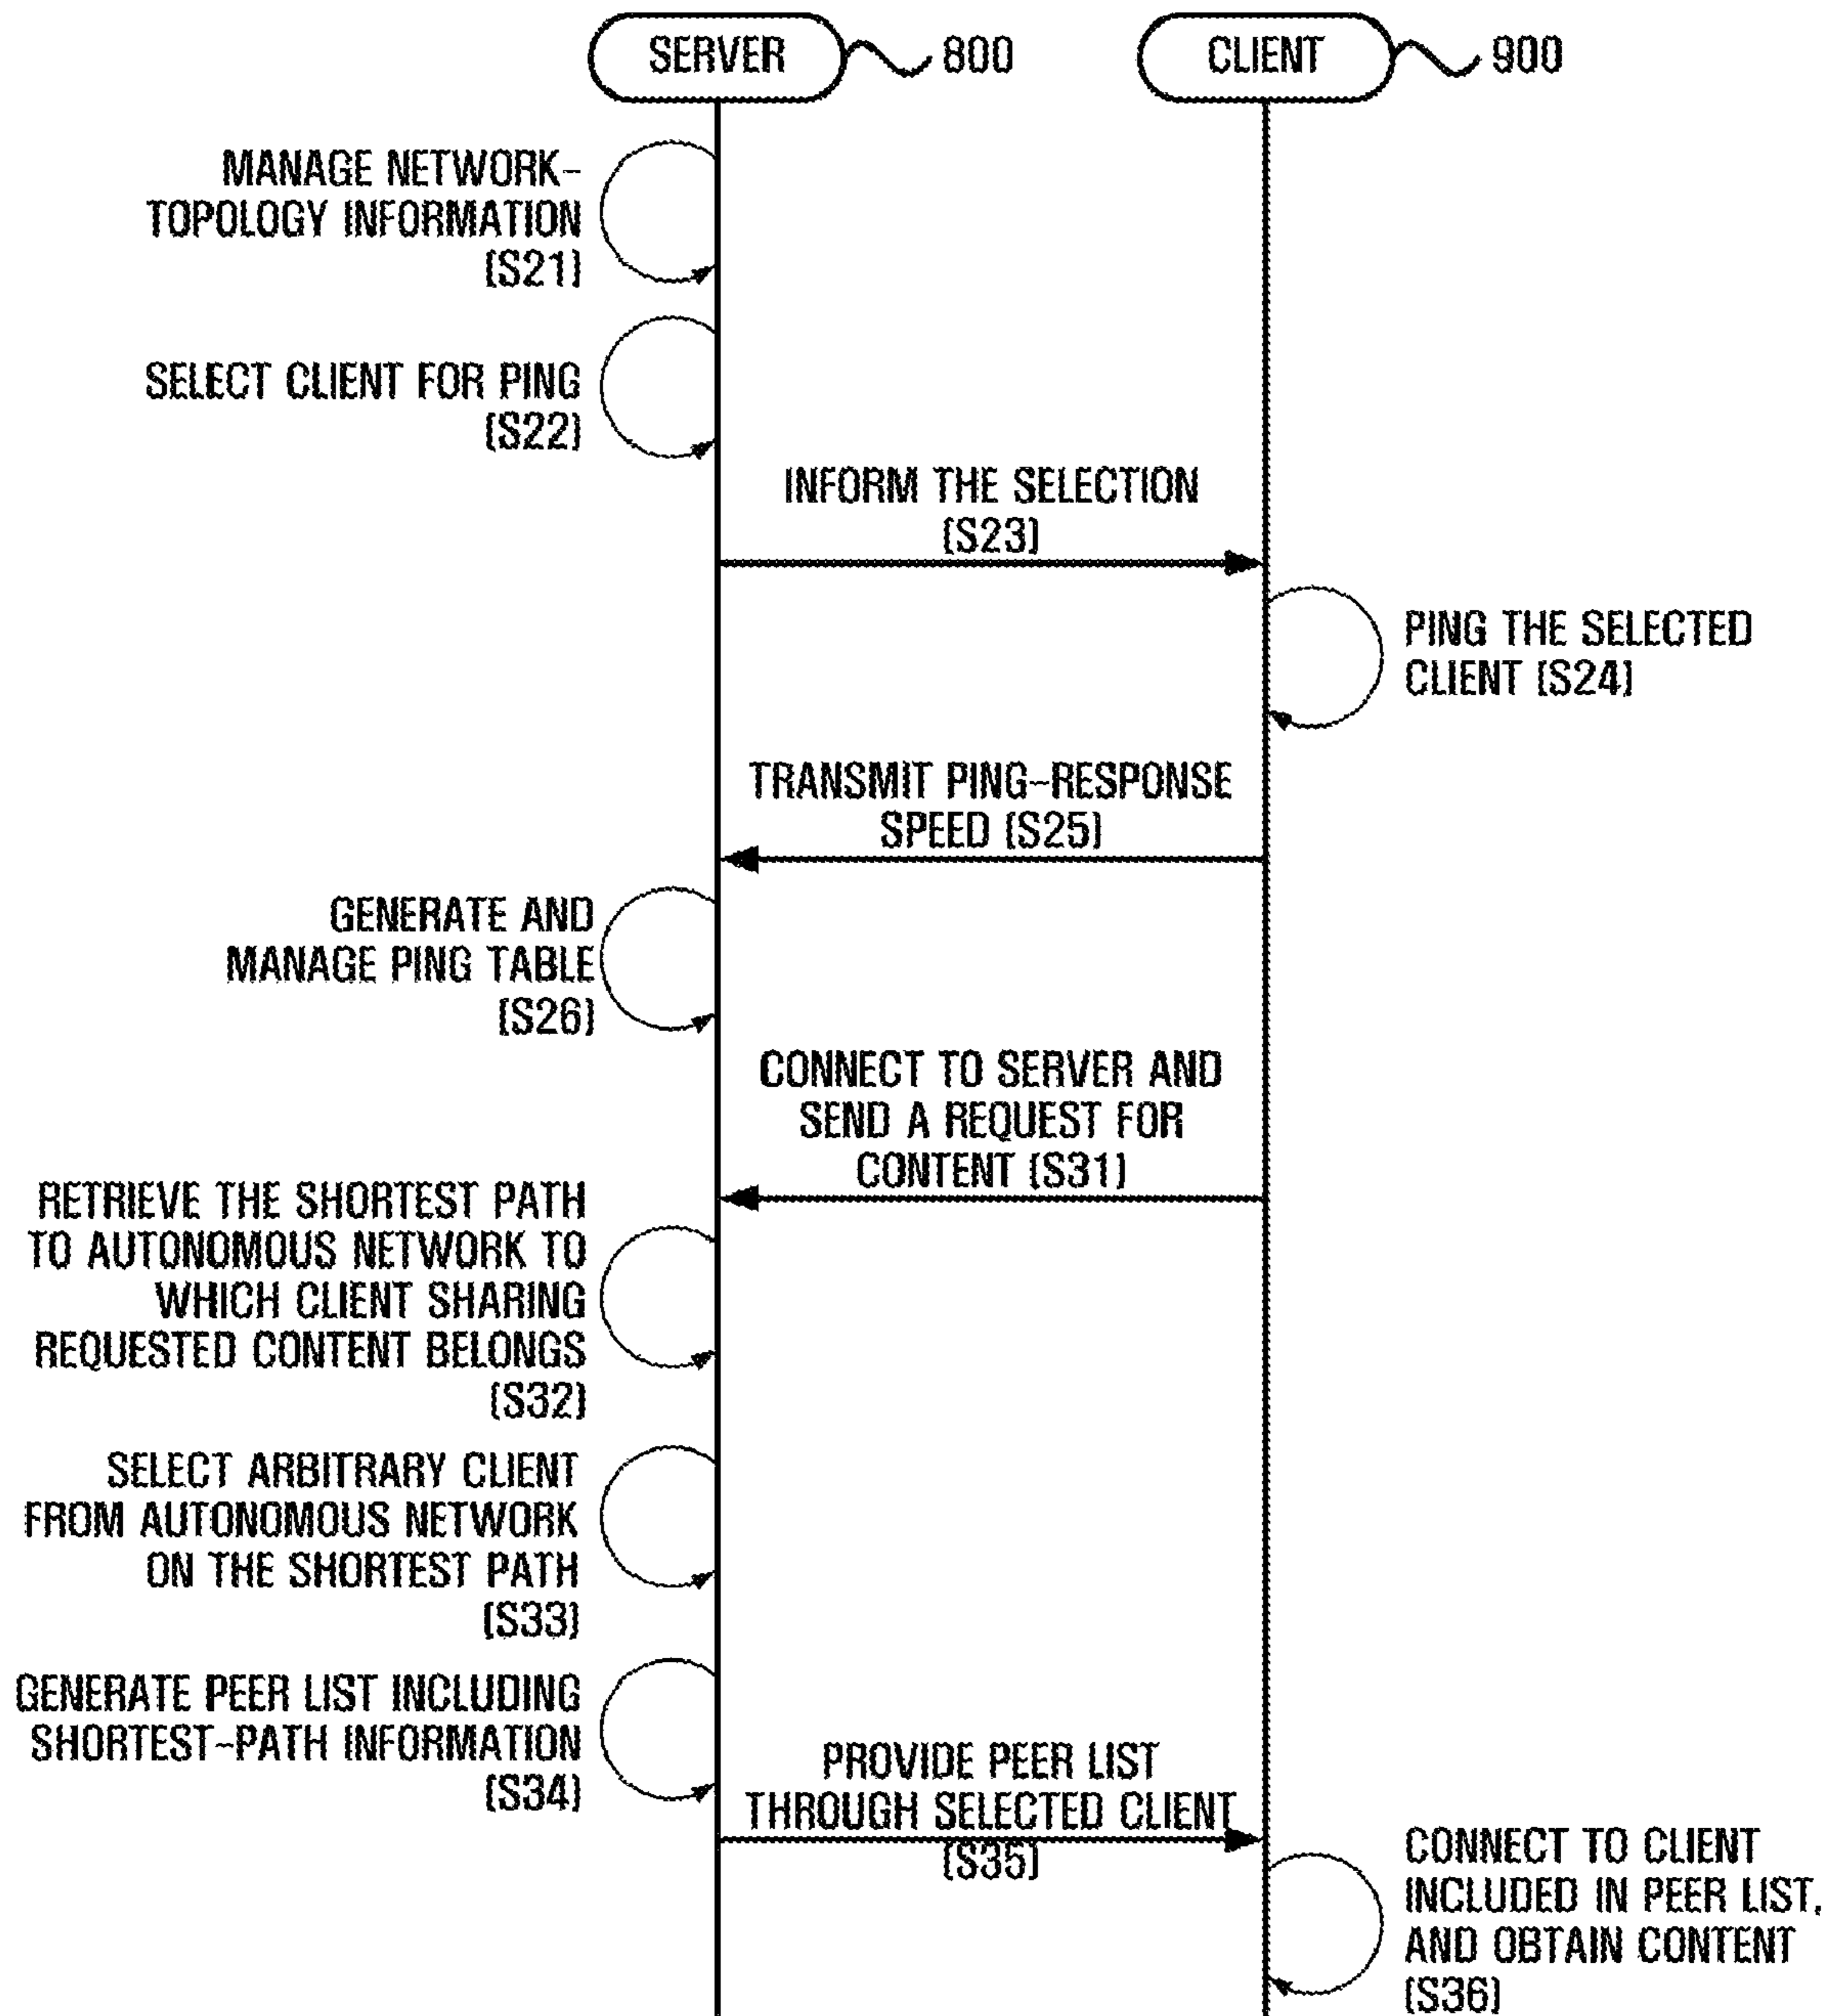 SERVER
800
CLIENT
900
MANAGE NETWORK-
TOPOLOGY INFORMATION
(S21)
SELECT CLIENT FOR PING
(S22)
INFORM THE SELECTION
(S23)
PING THE SELECTED
CLIENT (S24)
TRANSMIT PING-RESPONSE
SPEED (S25)
GENERATE AND
MANAGE PING TABLE
(S26)
CONNECT TO SERVER AND
SEND A REQUEST FOR
CONTENT (S31)
RETRIEVE THE SHORTEST PATH
TO AUTONOMOUS NETWORK TO
WHICH CLIENT SHARING
REQUESTED CONTENT BELONGS
(S32)
SELECT ARBITRARY CLIENT
FROM AUTONOMOUS NETWORK
ON THE SHORTEST PATH
(S33)
GENERATE PEER LIST INCLUDING
SHORTEST-PATH INFORMATION
(S34)
PROVIDE PEER LIST
THROUGH SELECTED CLIENT
(S35)
CONNECT TO CLIENT
INCLUDED IN PEER LIST,
AND OBTAIN CONTENT
(S36)